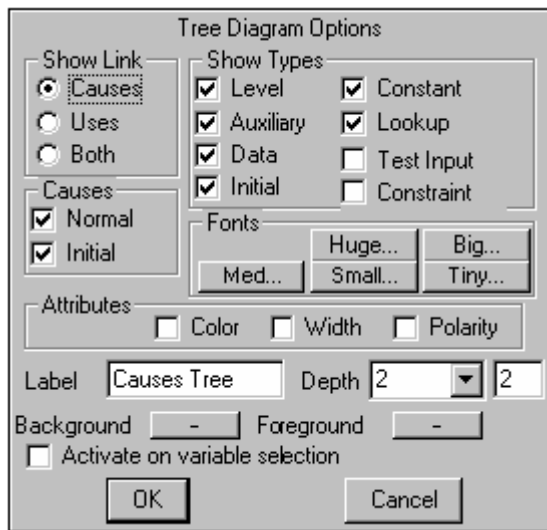 Tree Diagram Options
Show Link
Causes
Uses
Both
Show Types
Level
Constant
Auxiliary
Lookup
Data
Test Input
Initial
Constraint
Causes
Normal
Initial
Fonts
Huge... Big...
Med... Small... Tiny...
Attributes
Color Width Polarity
Label Causes Tree Depth 2 2
Background - Foreground -
Activate on variable selection
OK Cancel